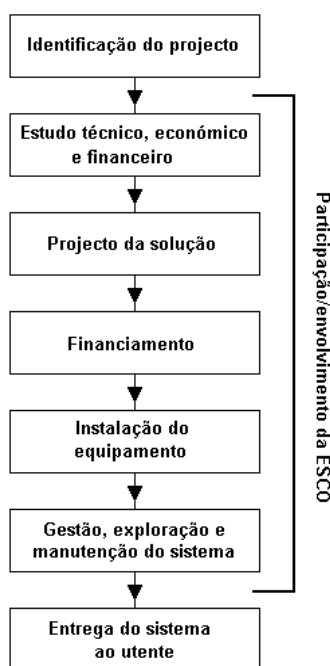 Identificação do projecto
Estudo técnico, económico
e financeiro
Projecto da solução
Financiamento
Instalação do
equipamento
Gestão, exploração e
manutenção do sistema
Entrega do sistema
ao utente
Participação/envolvimento da ESCO